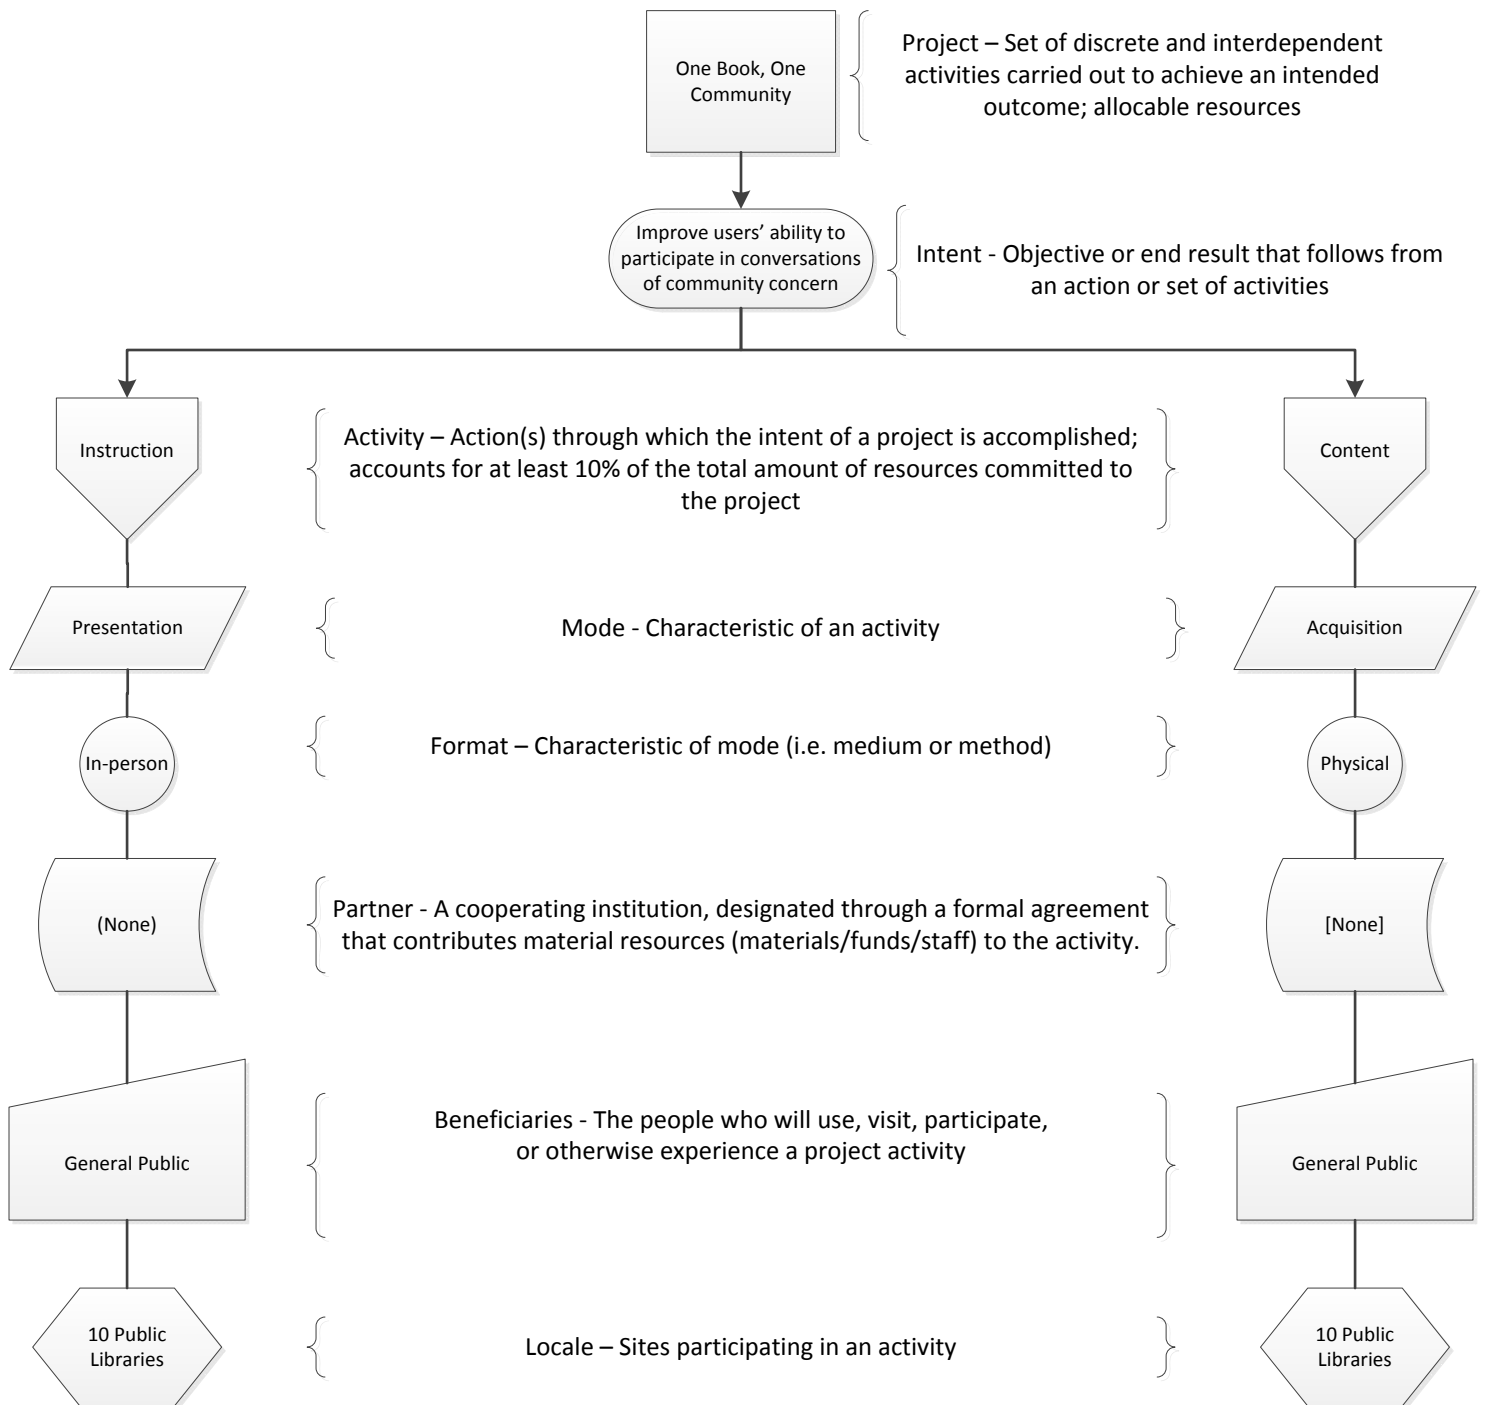 One Book, One
Community
Project – Set of discrete and interdependent
activities carried out to achieve an intended
outcome; allocable resources
Improve users’ ability to
participate in conversations
of community concern
Intent - Objective or end result that follows from
an action or set of activities
Instruction
Activity – Action(s) through which the intent of a project is accomplished;
accounts for at least 10% of the total amount of resources committed to
the project
Content
Presentation
Mode - Characteristic of an activity
Acquisition
In-person
Format – Characteristic of mode (i.e. medium or method)
Physical
(None)
Partner - A cooperating institution, designated through a formal agreement
that contributes material resources (materials/funds/staff) to the activity.
[None]
General Public
Beneficiaries - The people who will use, visit, participate,
or otherwise experience a project activity
General Public
10 Public
Libraries
Locale – Sites participating in an activity
10 Public
Libraries